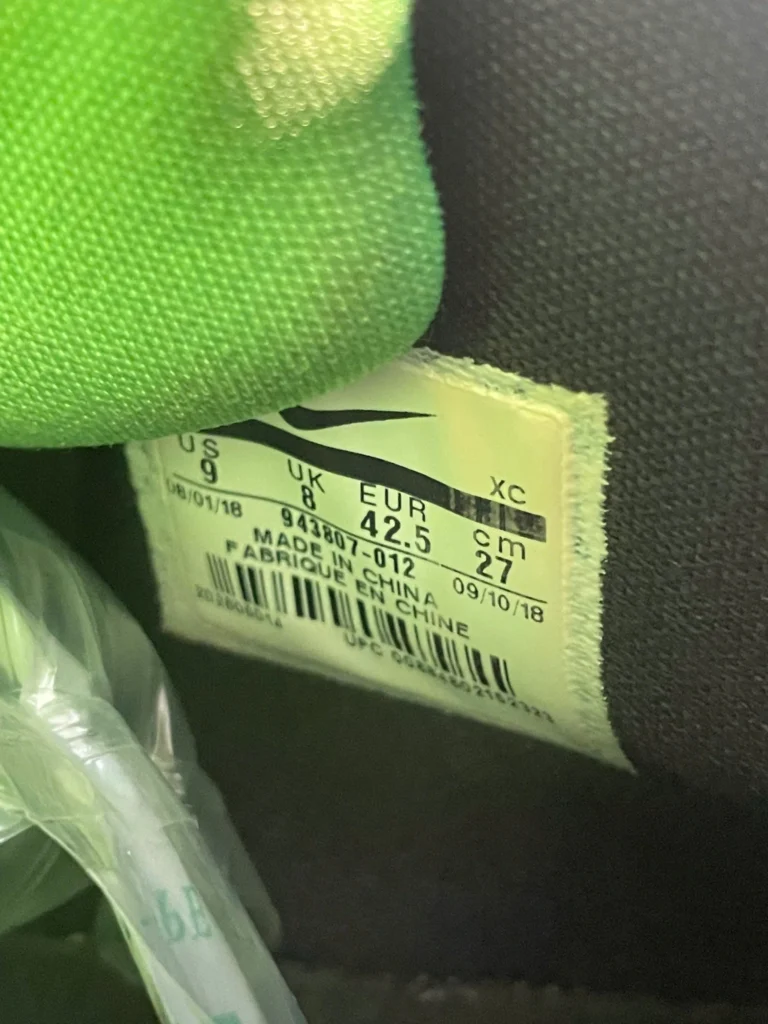 US UK EUR XC cm
9 8 42.5 27
08/01/18 943807-012 09/10/18
MADE IN CHINA
FABRIQUE EN CHINE
UPC